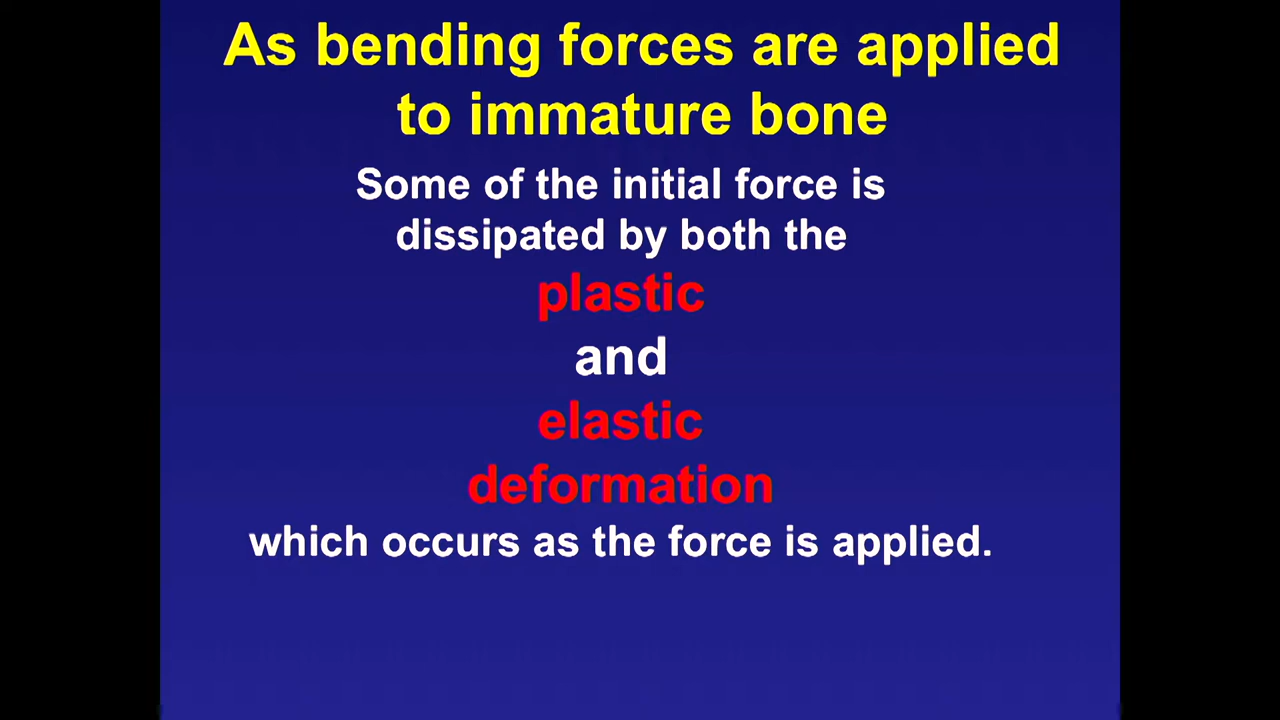 As bending forces are applied
to immature bone
Some of the initial force is
dissipated by both the
plastic
and
elastic
deformation
which occurs as the force is applied.